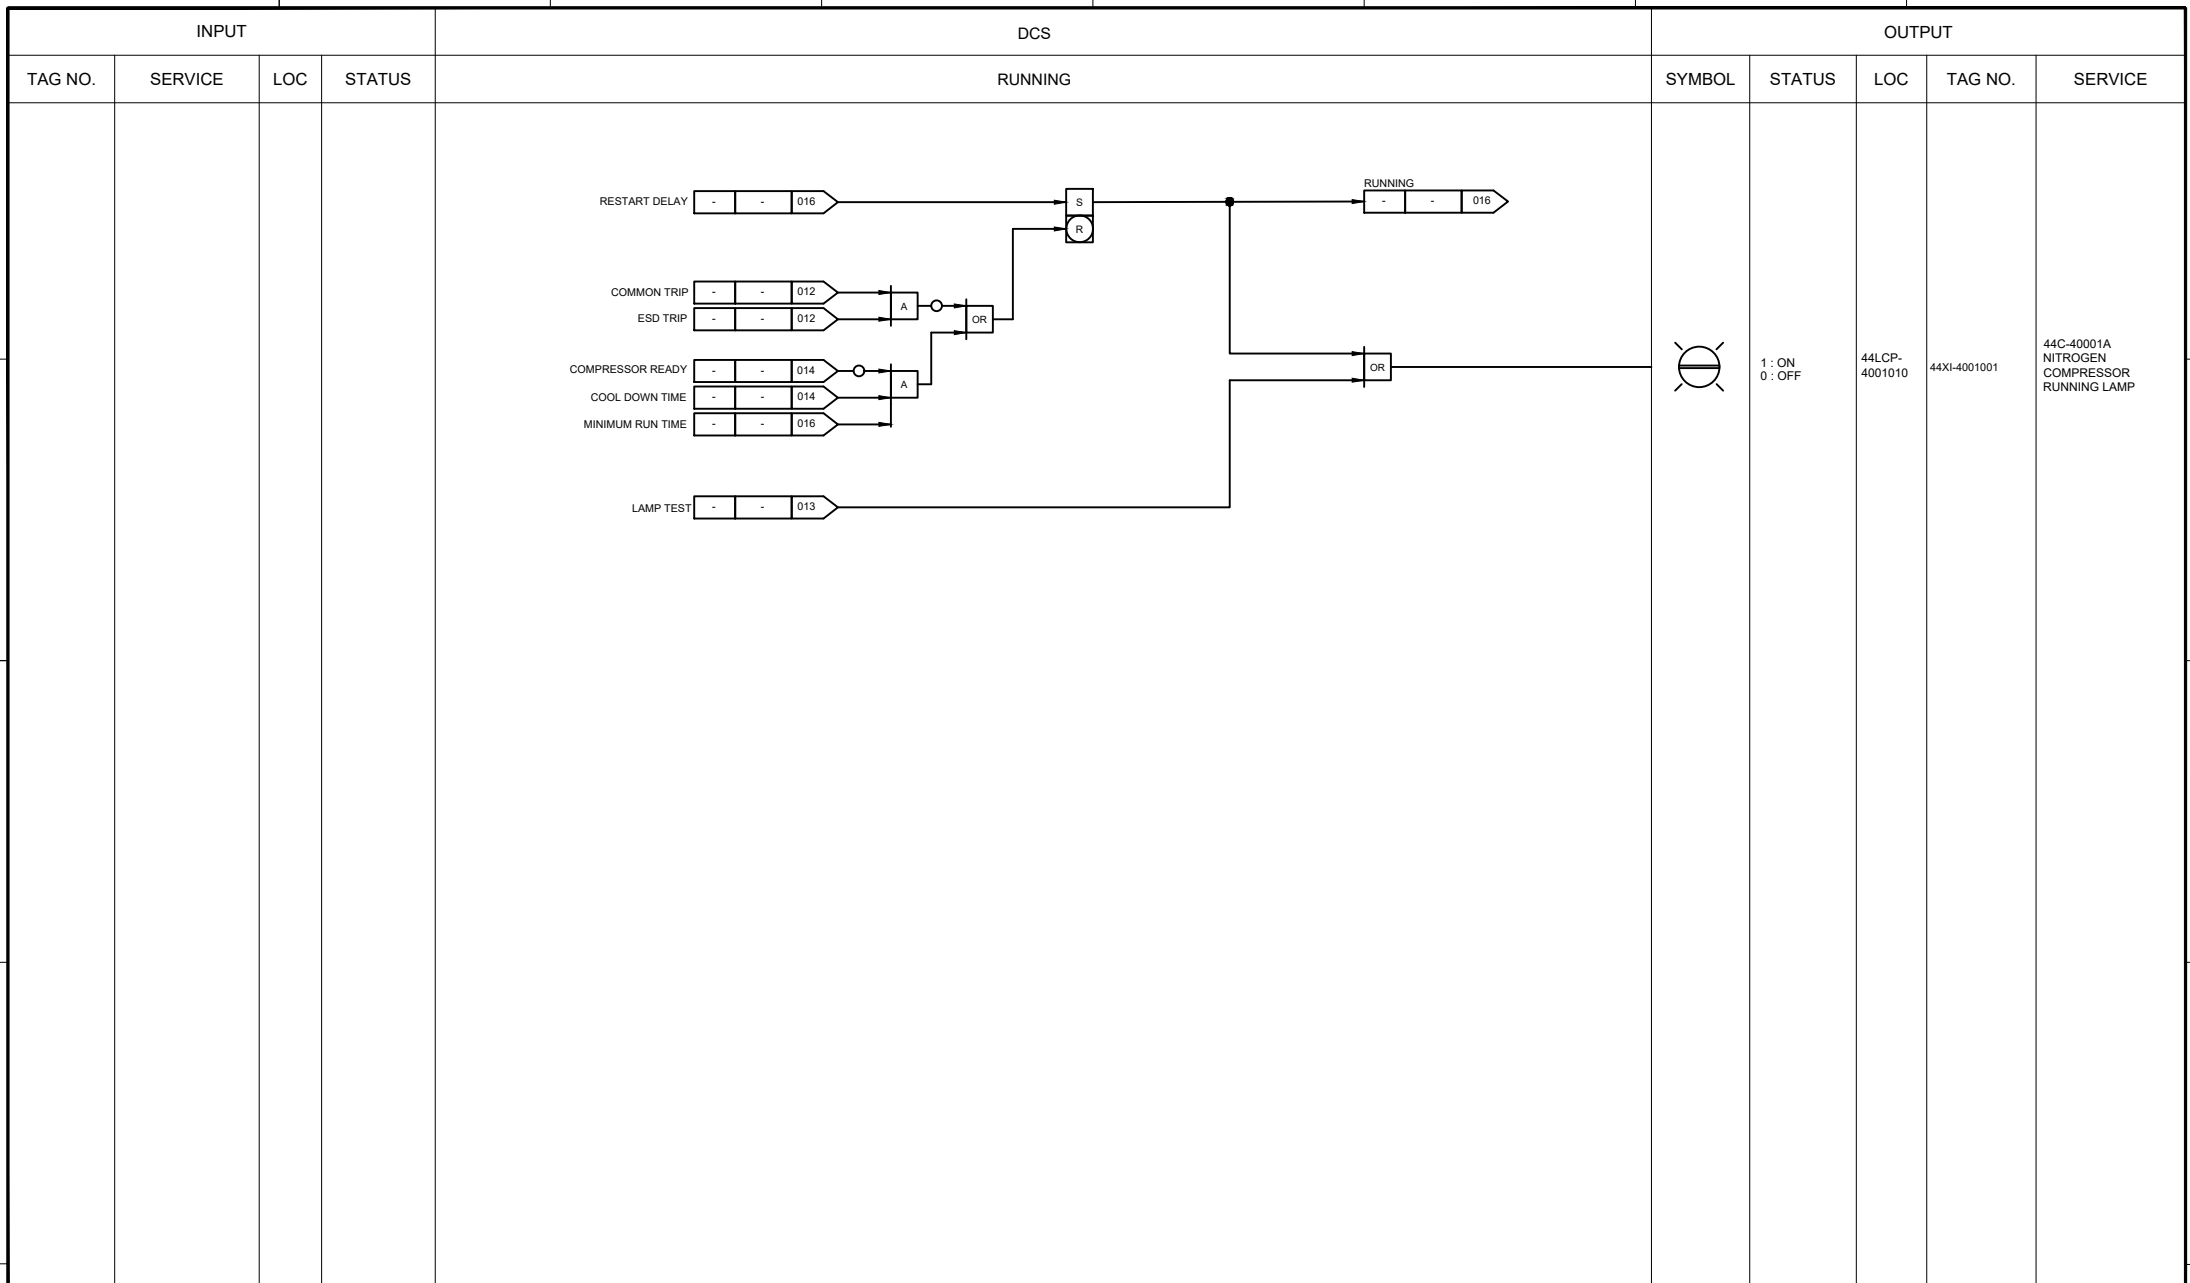 INPUT
DCS
OUTPUT
TAG NO.
SERVICE
LOC
STATUS
RUNNING
SYMBOL
STATUS
LOC
TAG NO.
SERVICE
RESTART DELAY - - 016
S
R
RUNNING
- - 016
COMMON TRIP - - 012
ESD TRIP - - 012
A
OR
COMPRESSOR READY - - 014
COOL DOWN TIME - - 014
MINIMUM RUN TIME - - 016
A
LAMP TEST - - 013
OR
1 : ON
0 : OFF
44LCP-
4001010
44XI-4001001
44C-40001A
NITROGEN
COMPRESSOR
RUNNING LAMP